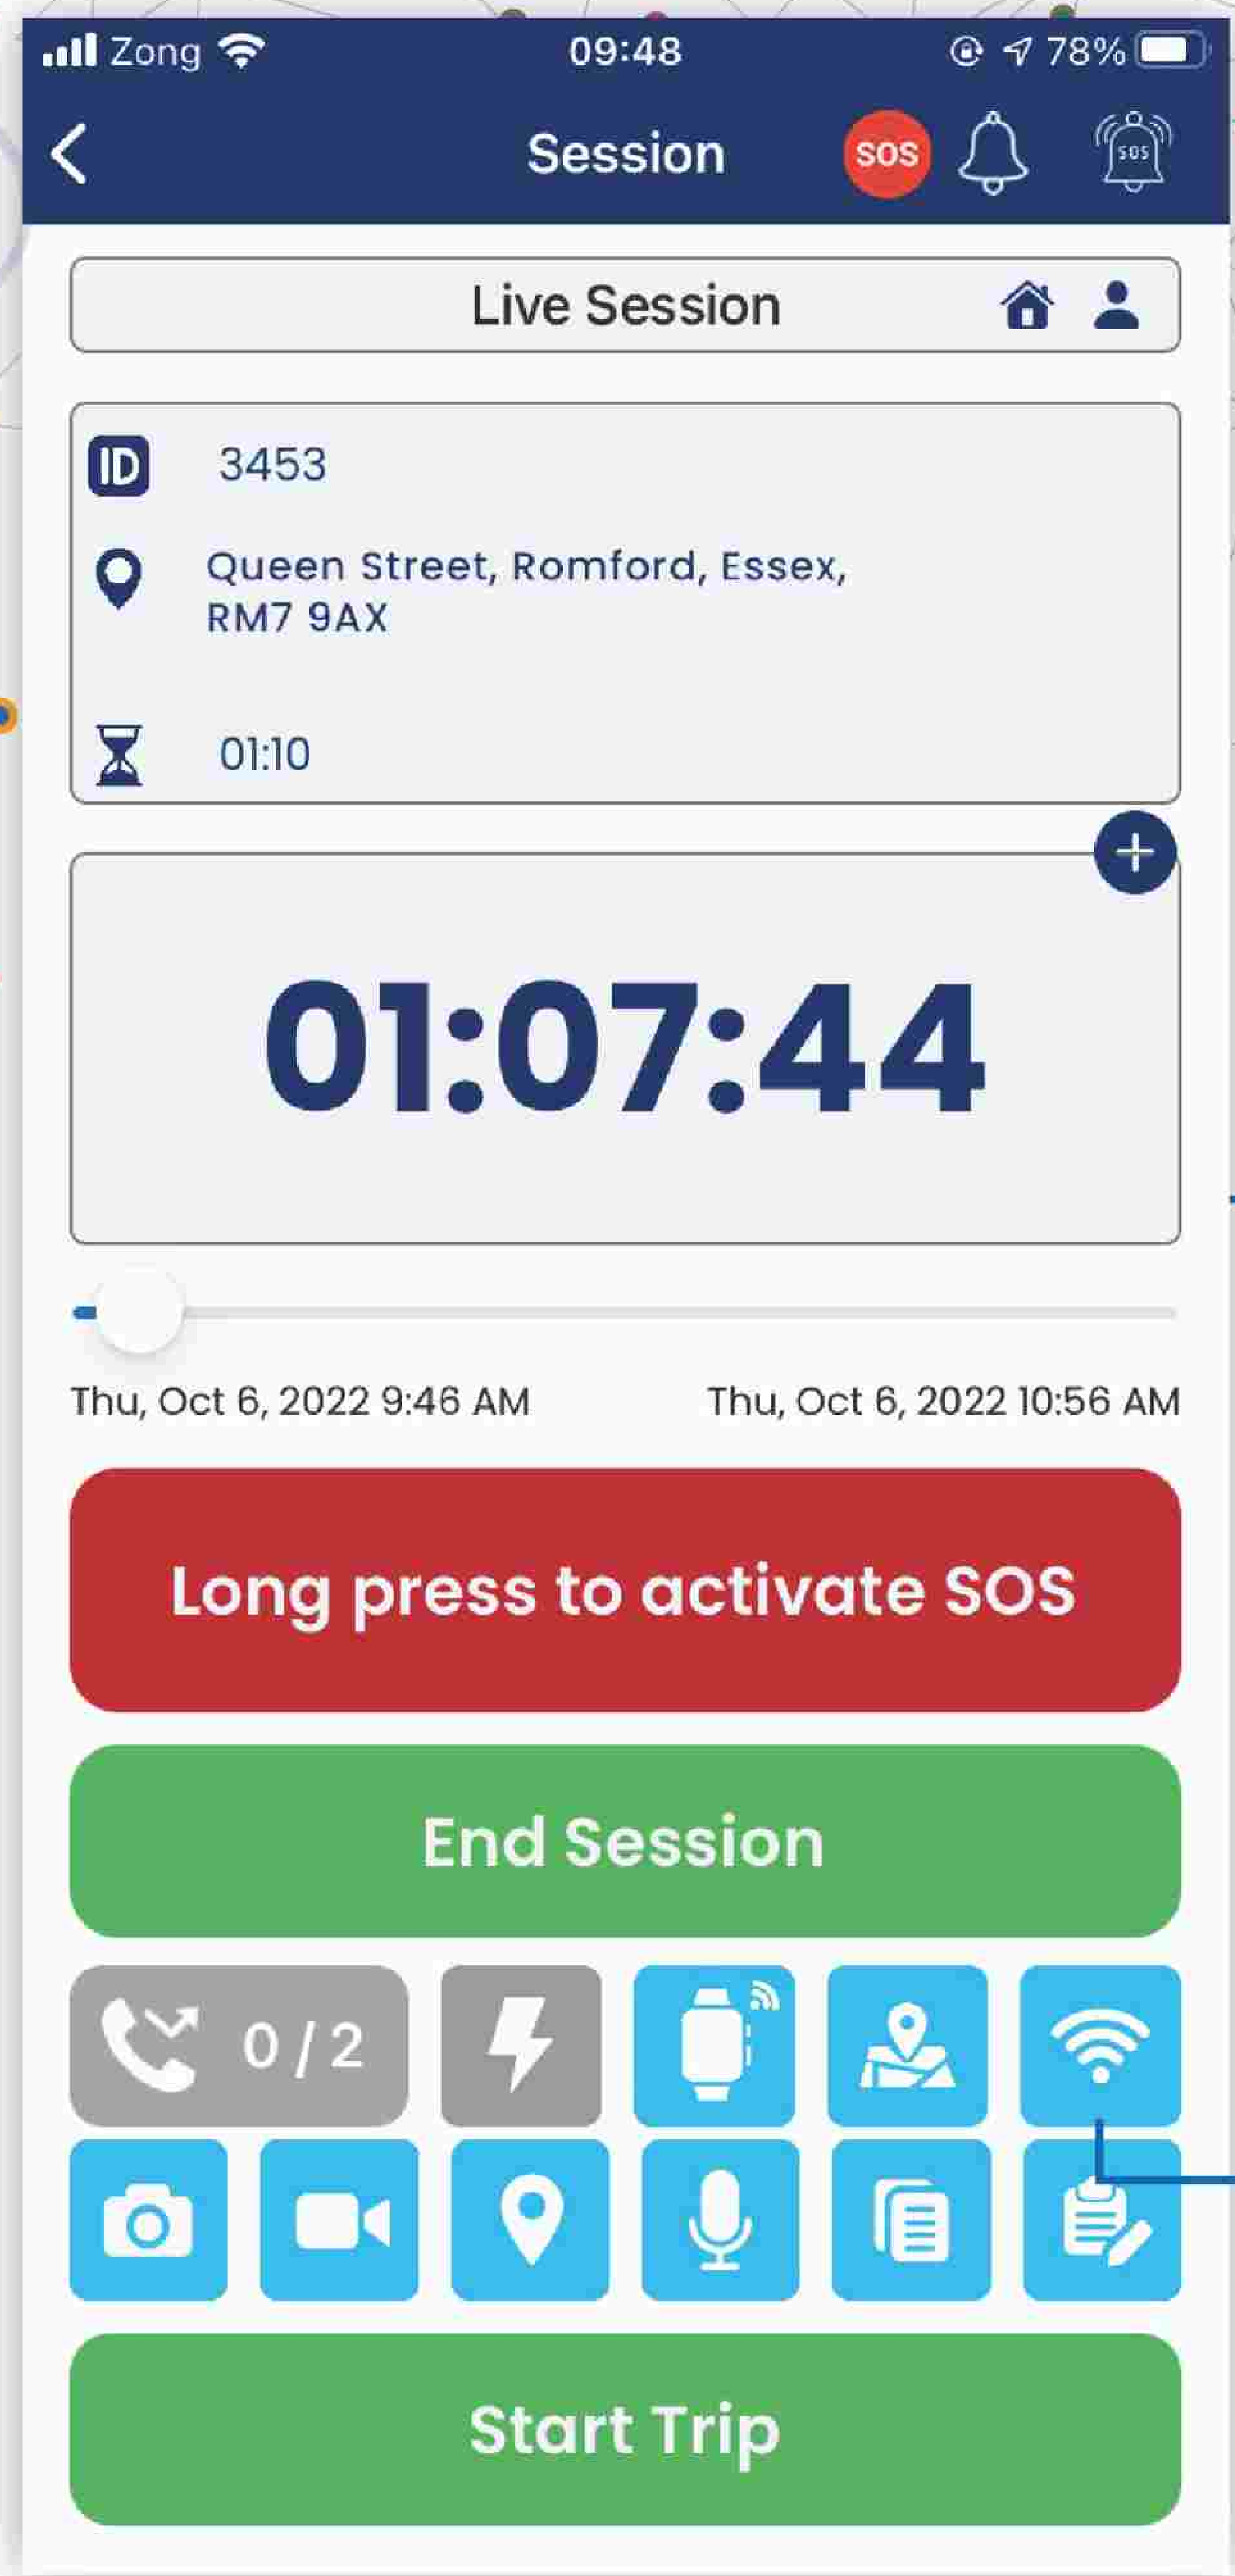 Zong 09:48 78%
Session SOS SOS
Live Session
ID 3453
Queen Street, Romford, Essex,
RM7 9AX
01:10
+
01:07:44
Thu, Oct 6, 2022 9:46 AM Thu, Oct 6, 2022 10:56 AM
Long press to activate SOS
End Session
0 / 2
Start Trip